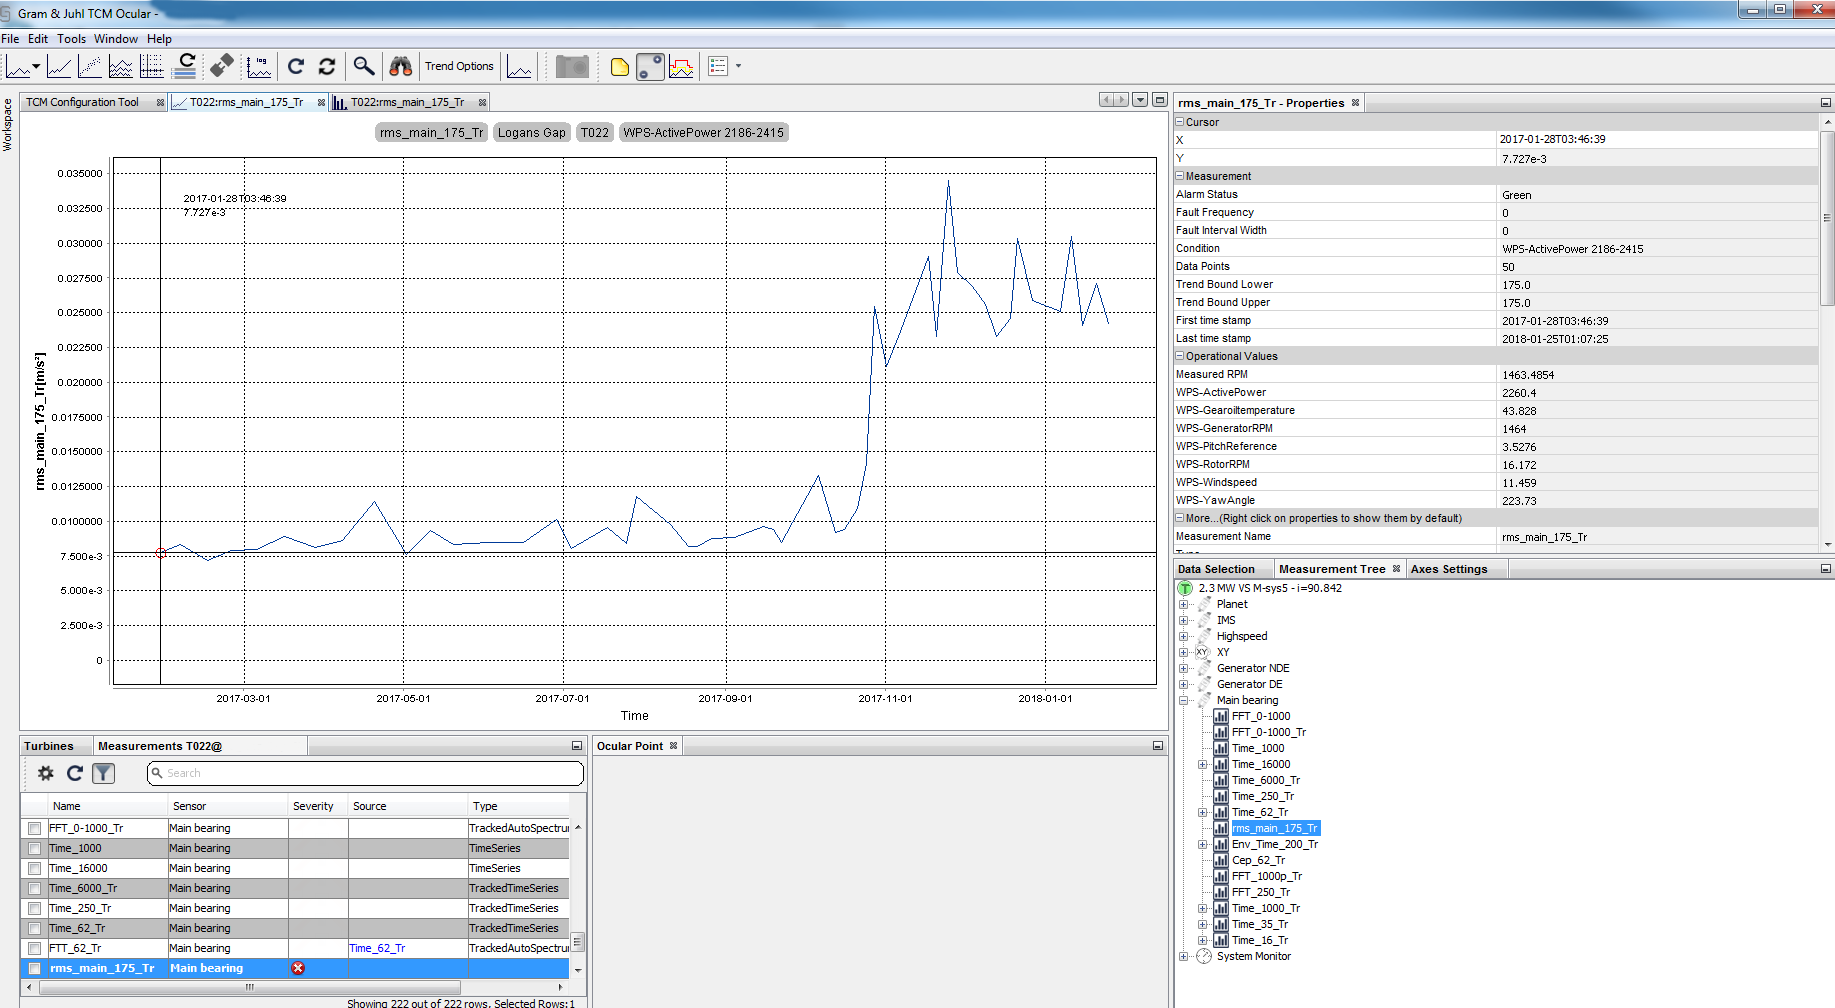 Gram & Juhl TCM Ocular -
File Edit Tools Window Help
log
Trend Options
Workspace
TCM Configuration Tool
T022:rms_main_175_Tr
T022:rms_main_175_Tr
rms_main_175_Tr
Logans Gap
T022
WPS-ActivePower 2186-2415
2017-01-28T03:46:39
7.727e-3
0.035000
0.032500
0.030000
0.027500
0.025000
0.022500
0.020000
0.017500
0.015000
0.012500
0.010000
7.500e-3
5.000e-3
2.500e-3
0
rms_main_175_Tr[m/s²]
2017-03-01
2017-05-01
2017-07-01
2017-09-01
2017-11-01
2018-01-01
Time
Turbines
Measurements T022@
Search
Name Sensor Severity Source Type
FFT_0-1000_Tr Main bearing TrackedAutoSpectrum
Time_1000 Main bearing TimeSeries
Time_16000 Main bearing TimeSeries
Time_6000_Tr Main bearing TrackedTimeSeries
Time_250_Tr Main bearing TrackedTimeSeries
Time_62_Tr Main bearing TrackedTimeSeries
FTT_62_Tr Main bearing Time_62_Tr TrackedAutoSpectrum
rms_main_175_Tr Main bearing
Showing 222 out of 222 rows. Selected Rows:1
Ocular Point
rms_main_175_Tr - Properties
Cursor
X 2017-01-28T03:46:39
Y 7.727e-3
Measurement
Alarm Status Green
Fault Frequency 0
Fault Interval Width 0
Condition WPS-ActivePower 2186-2415
Data Points 50
Trend Bound Lower 175.0
Trend Bound Upper 175.0
First time stamp 2017-01-28T03:46:39
Last time stamp 2018-01-25T01:07:25
Operational Values
Measured RPM 1463.4854
WPS-ActivePower 2260.4
WPS-Gearoiltemperature 43.828
WPS-GeneratorRPM 1464
WPS-PitchReference 3.5276
WPS-RotorRPM 16.172
WPS-Windspeed 11.459
WPS-YawAngle 223.73
More...(Right click on properties to show them by default)
Measurement Name rms_main_175_Tr
Data Selection
Measurement Tree
Axes Settings
T 2.3 MW VS M-sys5 - i=90.842
Planet
IMS
Highspeed
XY XY
Generator NDE
Generator DE
Main bearing
FFT_0-1000
FFT_0-1000_Tr
Time_1000
Time_16000
Time_6000_Tr
Time_250_Tr
Time_62_Tr
rms_main_175_Tr
Env_Time_200_Tr
Cep_62_Tr
FFT_1000p_Tr
FFT_250_Tr
Time_1000_Tr
Time_35_Tr
Time_16_Tr
System Monitor